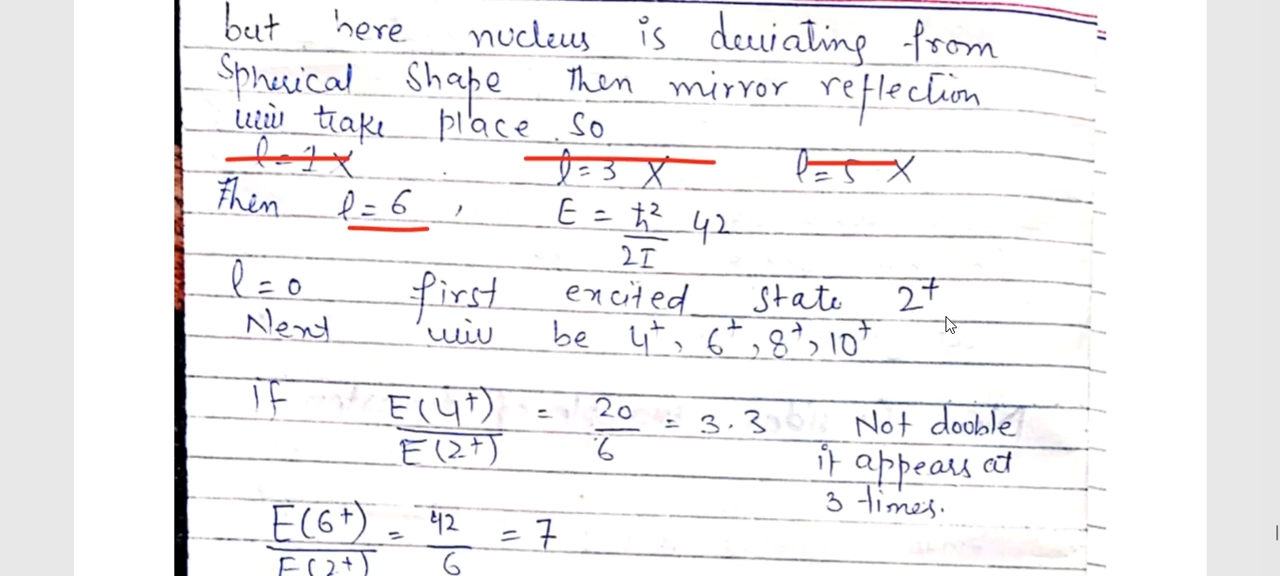 but here nucleus is deviating from
Spherical Shape Then mirror reflection
will take place. so
l=1 X l=3 X l=5 X
Then l=6, E = ħ²/2I 42
l=0 first excited state 2⁺
Next will be 4⁺, 6⁺, 8⁺, 10⁺
If E(4⁺)/E(2⁺) = 20/6 = 3.3 Not dooble
it appears at
3 times.
E(6⁺)/E(2⁺) = 42/6 = 7